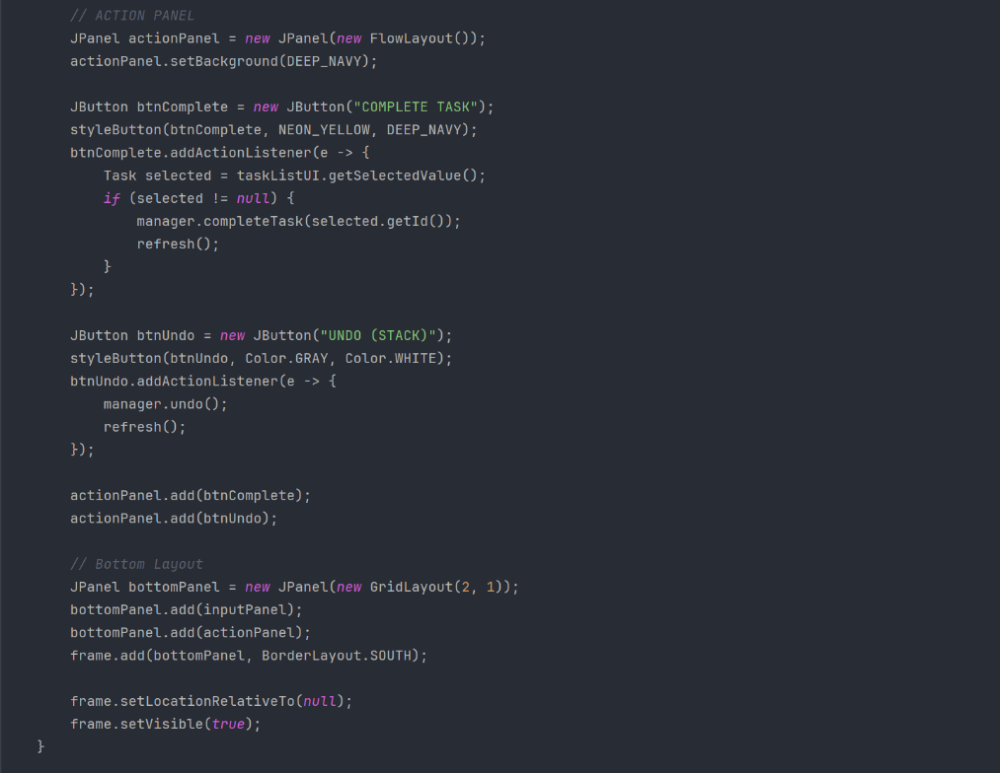 // ACTION PANEL
JPanel actionPanel = new JPanel(new FlowLayout());
actionPanel.setBackground(DEEP_NAVY);

JButton btnComplete = new JButton("COMPLETE TASK");
styleButton(btnComplete, NEON_YELLOW, DEEP_NAVY);
btnComplete.addActionListener(e -> {
    Task selected = taskListUI.getSelectedValue();
    if (selected != null) {
        manager.completeTask(selected.getId());
        refresh();
    }
});

JButton btnUndo = new JButton("UNDO (STACK)");
styleButton(btnUndo, Color.GRAY, Color.WHITE);
btnUndo.addActionListener(e -> {
    manager.undo();
    refresh();
});

actionPanel.add(btnComplete);
actionPanel.add(btnUndo);

// Bottom Layout
JPanel bottomPanel = new JPanel(new GridLayout(2, 1));
bottomPanel.add(inputPanel);
bottomPanel.add(actionPanel);
frame.add(bottomPanel, BorderLayout.SOUTH);

frame.setLocationRelativeTo(null);
frame.setVisible(true);
}